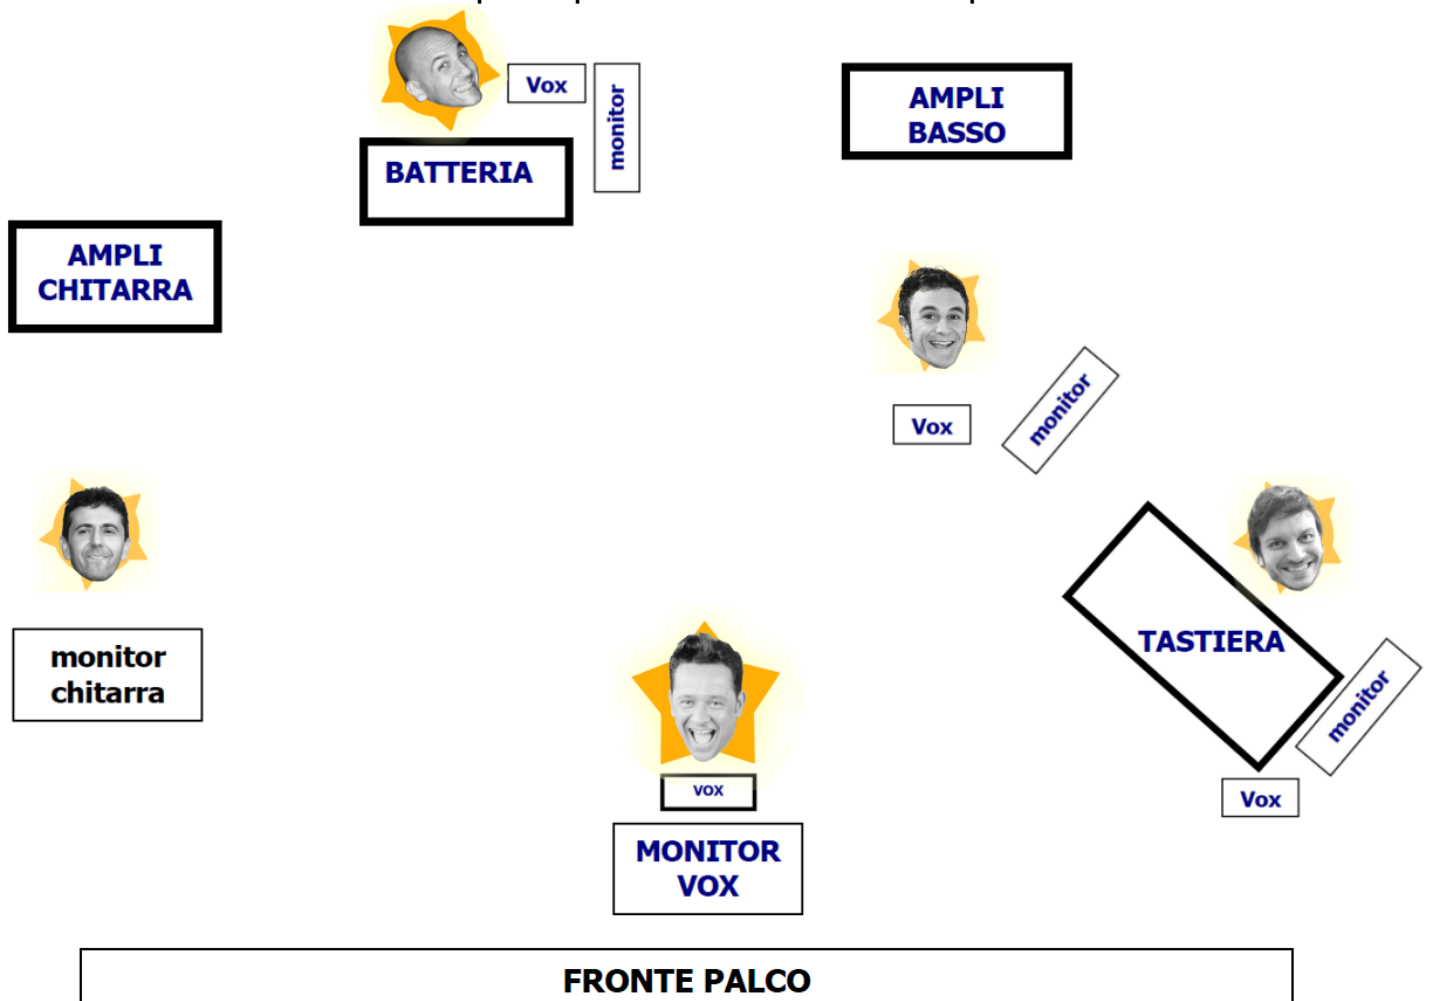 Vox
monitor
AMPLI
BASSO
BATTERIA
AMPLI
CHITARRA
Vox
monitor
monitor
chitarra
TASTIERA
monitor
Vox
vox
MONITOR
VOX
FRONTE PALCO